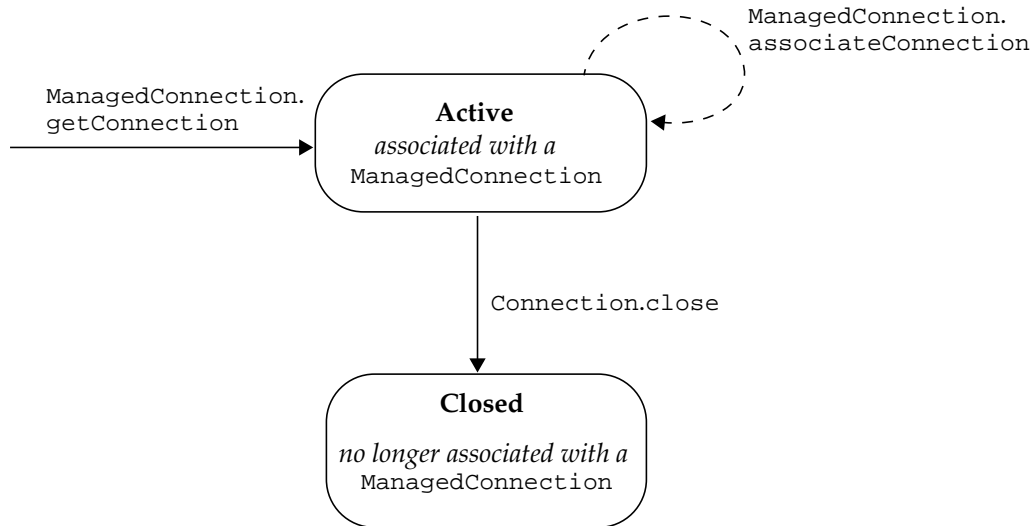 ManagedConnection.
associateConnection
ManagedConnection.
getConnection
Active
associated with a
ManagedConnection
Connection.close
Closed
no longer associated with a
ManagedConnection